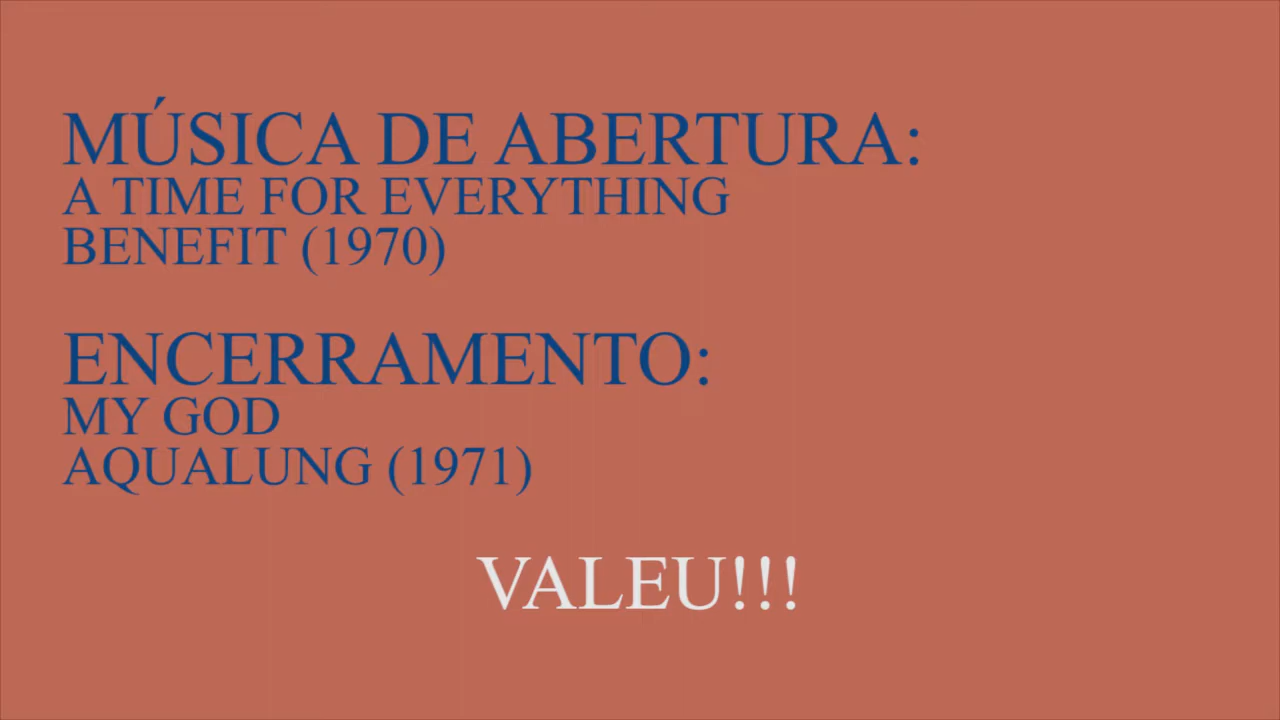 MÚSICA DE ABERTURA:
A TIME FOR EVERYTHING
BENEFIT (1970)
ENCERRAMENTO:
MY GOD
AQUALUNG (1971)
VALEU!!!